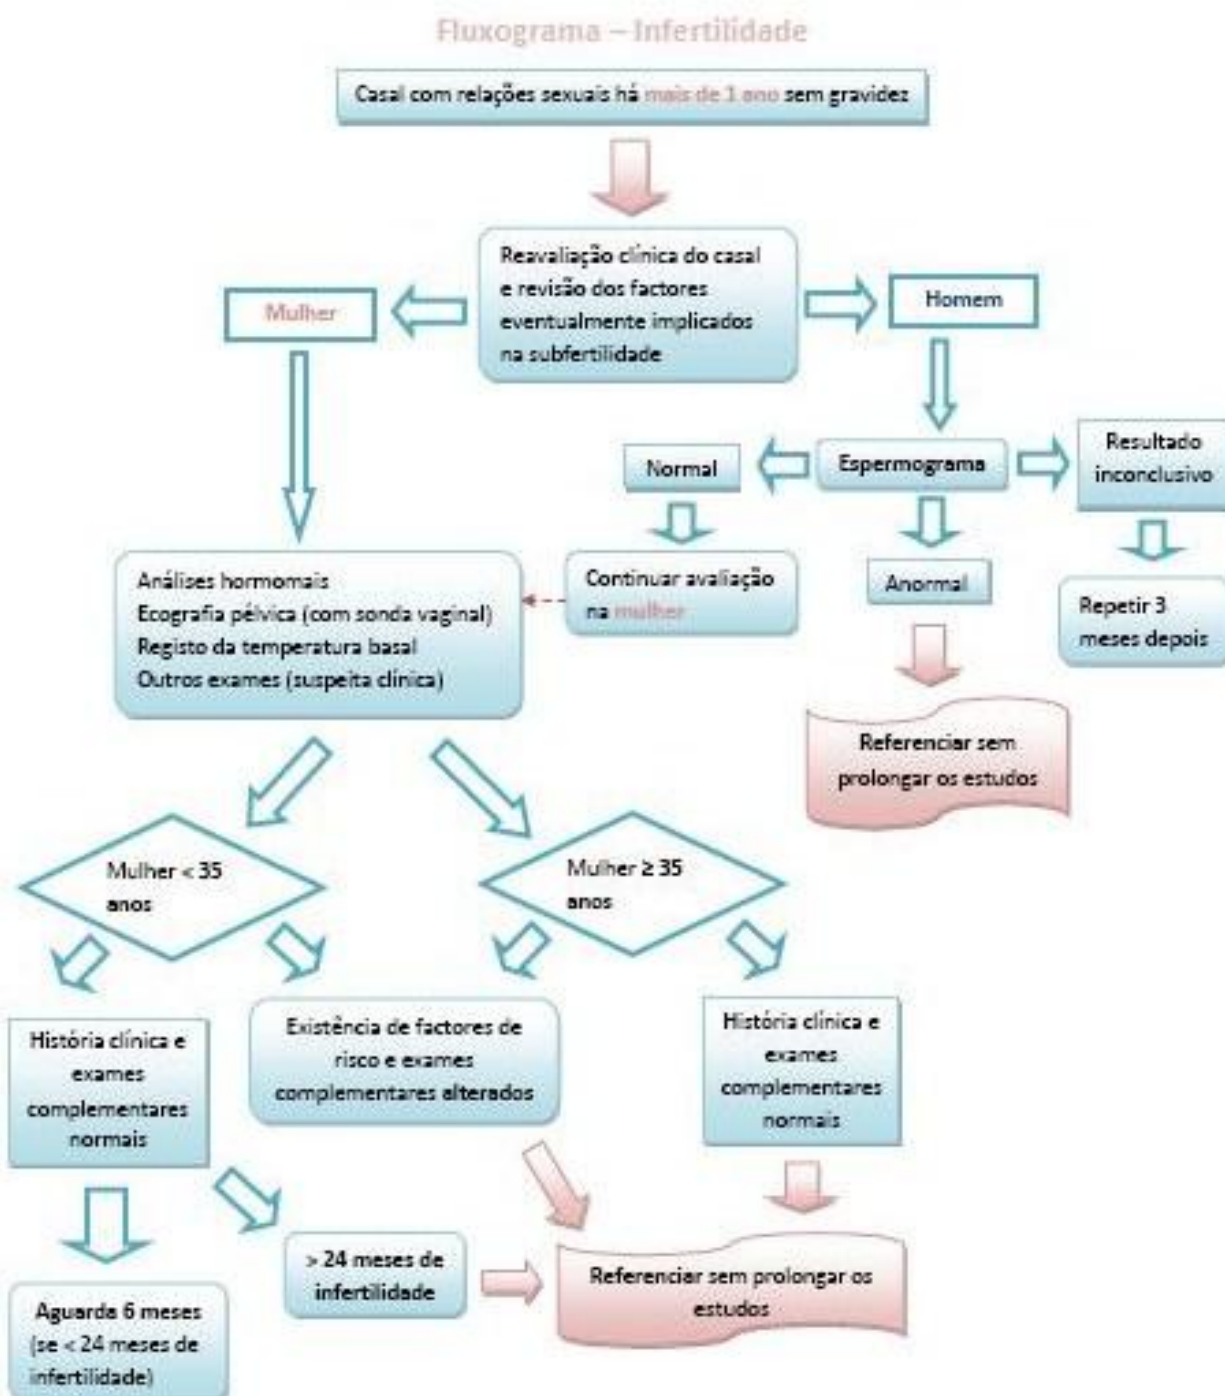 Fluxograma – Infertilidade
Casal com relações sexuais há mais de 1 ano sem gravidez
Reavaliação clínica do casal
e revisão dos factores
eventualmente implicados
na subfertilidade
Mulher
Homem
Espermograma
Normal
Resultado
inconclusivo
Análises hormomais
Ecografia pélvica (com sonda vaginal)
Registo da temperatura basal
Outros exames (suspeita clínica)
Continuar avaliação
na mulher
Anormal
Repetir 3
meses depois
Referenciar sem
prolongar os estudos
Mulher < 35
anos
Mulher ≥ 35
anos
História clínica e
exames
complementares
normais
Existência de factores de
risco e exames
complementares alterados
História clínica e
exames
complementares
normais
> 24 meses de
infertilidade
Referenciar sem prolongar os
estudos
Aguarda 6 meses
(se < 24 meses de
infertilidade)